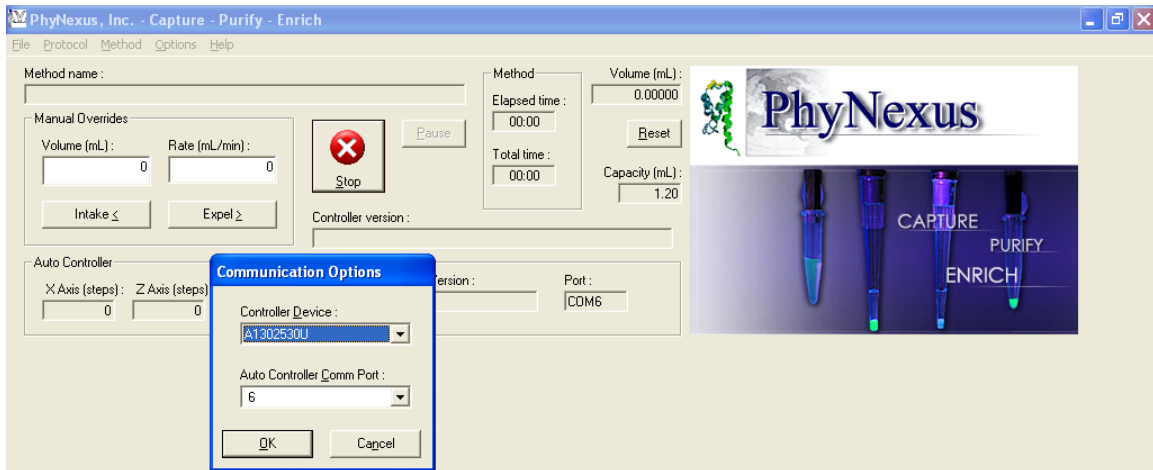 PhyNexus, Inc. - Capture - Purify - Enrich
File Protocol Method Options Help
Method name :
Manual Overrides
Volume (mL) :
Rate (mL/min) :
0
0
Intake <
Expel >
Stop
Pause
Method
Elapsed time :
00:00
Total time :
00:00
Volume (mL) :
0.00000
Reset
Capacity (mL) :
1.20
Controller version :
Auto Controller
X Axis (steps) :
Z Axis (steps)
0
0
Version :
Port :
COM6
Communication Options
Controller Device :
A1302530U
Auto Controller Comm Port :
6
OK
Cancel
PhyNexus
CAPTURE
PURIFY
ENRICH